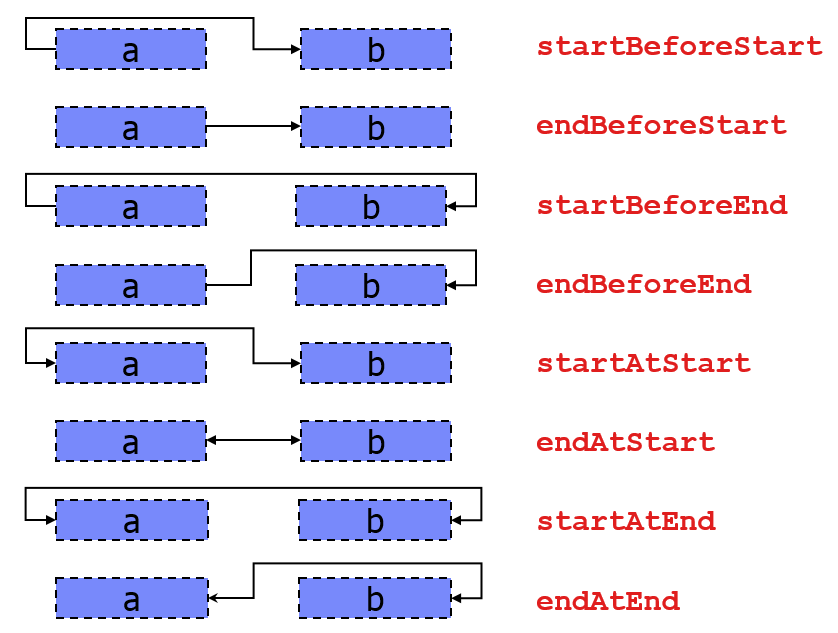 a b startBeforeStart
a b endBeforeStart
a b startBeforeEnd
a b endBeforeEnd
a b startAtStart
a b endAtStart
a b startAtEnd
a b endAtEnd